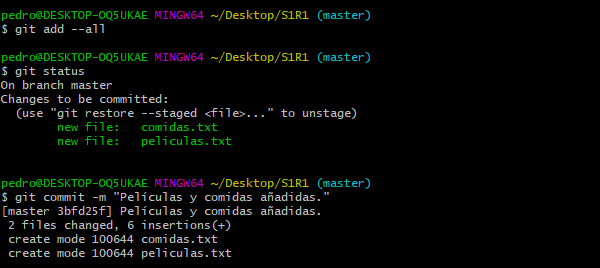 pedro@DESKTOP-OQ5UKAE MINGW64 ~/Desktop/S1R1 (master)
$ git add --all
pedro@DESKTOP-OQ5UKAE MINGW64 ~/Desktop/S1R1 (master)
$ git status
On branch master
Changes to be committed:
  (use "git restore --staged <file>..." to unstage)
        new file:   comidas.txt
        new file:   peliculas.txt
pedro@DESKTOP-OQ5UKAE MINGW64 ~/Desktop/S1R1 (master)
$ git commit -m "Películas y comidas añadidas."
[master 3bfd25f] Películas y comidas añadidas.
 2 files changed, 6 insertions(+)
 create mode 100644 comidas.txt
 create mode 100644 peliculas.txt